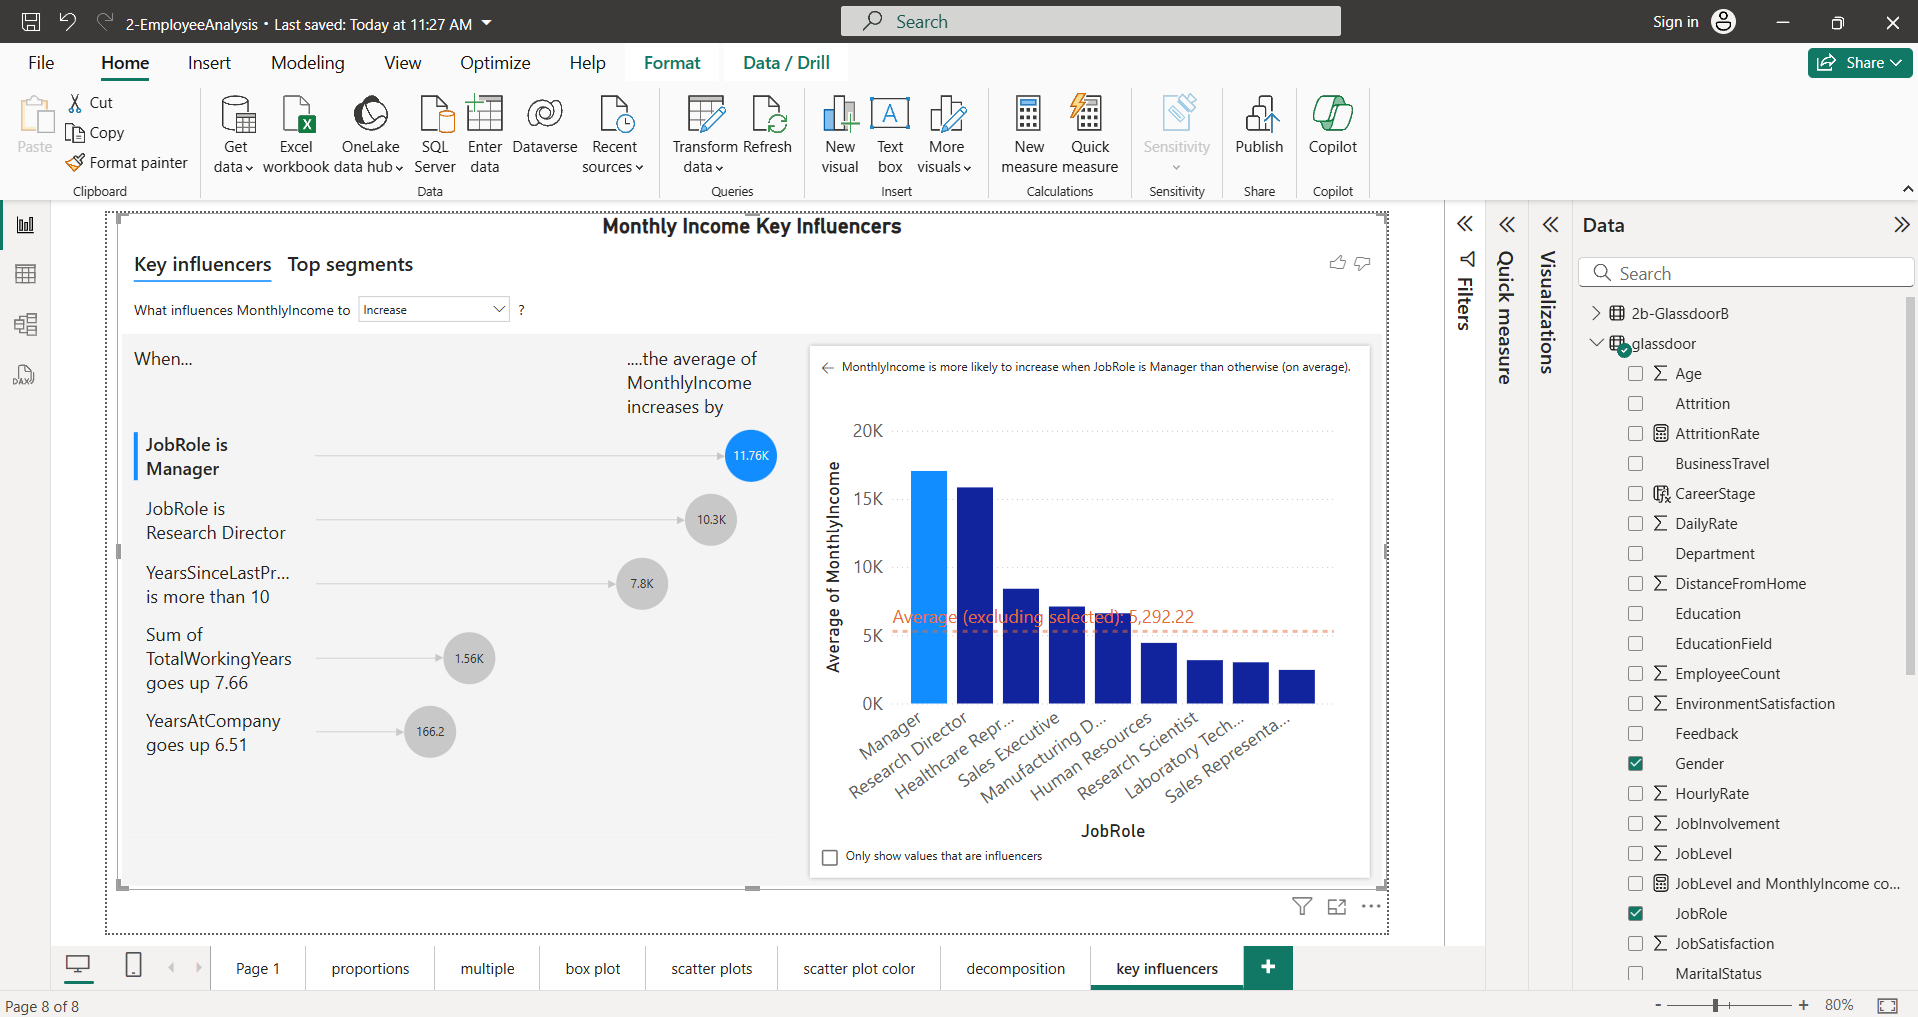 2-EmployeeAnalysis • Last saved: Today at 11:27 AM
Search
Sign in
File
Home
Insert
Modeling
View
Optimize
Help
Format
Data / Drill
Share
Paste
Cut
Copy
Format painter
Clipboard
Get
data
Excel
workbook
OneLake
data hub
SQL
Server
Enter
data
Dataverse
Recent
sources
Data
Transform
data
Refresh
Queries
New
visual
Text
box
More
visuals
Insert
New
measure
Quick
measure
Calculations
Sensitivity
Sensitivity
Publish
Share
Copilot
Copilot
Monthly Income Key Influencers
Key influencers
Top segments
What influences MonthlyIncome to
Increase
?
When...
....the average of
MonthlyIncome
increases by
JobRole is
Manager
11.76K
JobRole is
Research Director
10.3K
YearsSinceLastPr...
is more than 10
7.8K
Sum of
TotalWorkingYears
goes up 7.66
1.56K
YearsAtCompany
goes up 6.51
166.2
MonthlyIncome is more likely to increase when JobRole is Manager than otherwise (on average).
Average of MonthlyIncome
20K
15K
10K
5K
0K
Average (excluding selected): 5,292.22
Manager
Research Director
Healthcare Repr...
Sales Executive
Manufacturing D...
Human Resources
Research Scientist
Laboratory Tech...
Sales Representa...
JobRole
Only show values that are influencers
Filters
Quick measure
Visualizations
Data
Search
2b-GlassdoorB
glassdoor
Age
Attrition
AttritionRate
BusinessTravel
CareerStage
DailyRate
Department
DistanceFromHome
Education
EducationField
EmployeeCount
EnvironmentSatisfaction
Feedback
Gender
HourlyRate
JobInvolvement
JobLevel
JobLevel and MonthlyIncome co...
JobRole
JobSatisfaction
MaritalStatus
DAX
Page 1
proportions
multiple
box plot
scatter plots
scatter plot color
decomposition
key influencers
+
Page 8 of 8
- + 80%